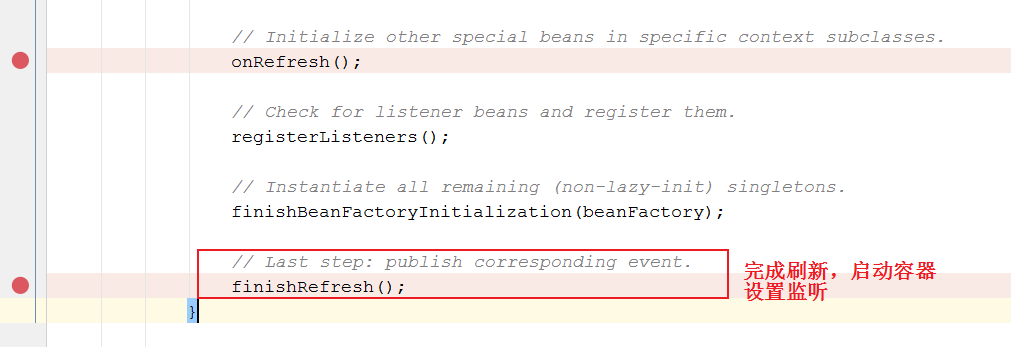 // Initialize other special beans in specific context subclasses.
onRefresh();
// Check for listener beans and register them.
registerListeners();
// Instantiate all remaining (non-lazy-init) singletons.
finishBeanFactoryInitialization(beanFactory);
// Last step: publish corresponding event.
finishRefresh();
完成刷新，启动容器
设置监听
}